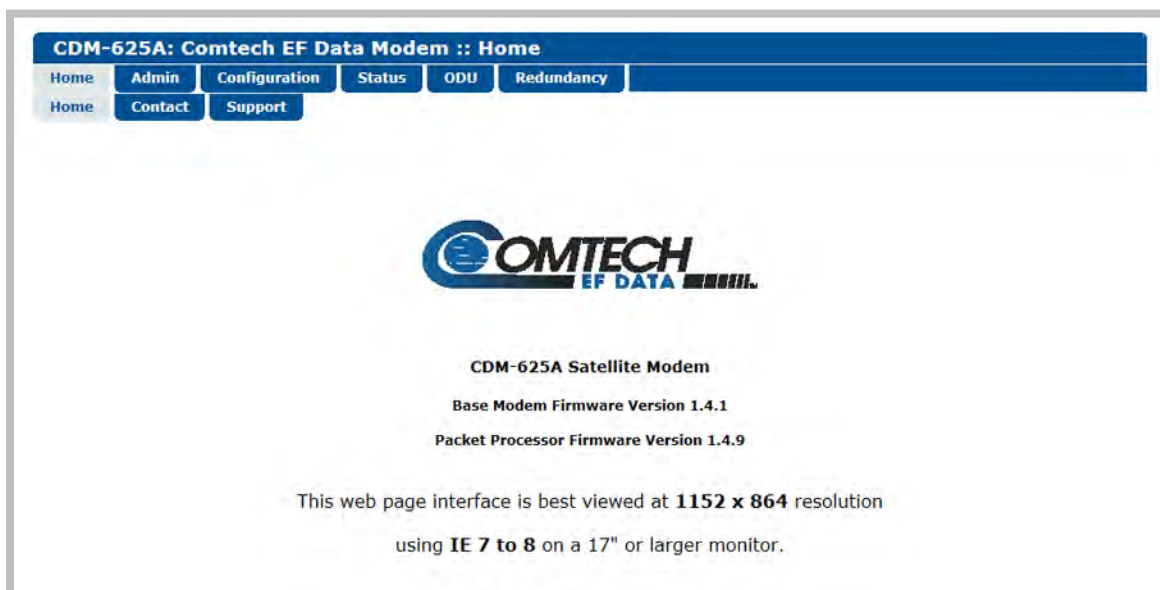 CDM-625A: Comtech EF Data Modem :: Home
Home Admin Configuration Status ODU Redundancy
Home Contact Support
COMTECH
EF DATA
CDM-625A Satellite Modem
Base Modem Firmware Version 1.4.1
Packet Processor Firmware Version 1.4.9
This web page interface is best viewed at 1152 x 864 resolution
using IE 7 to 8 on a 17" or larger monitor.